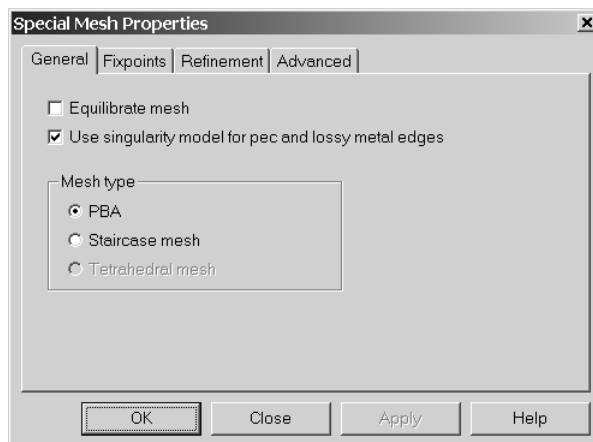 Special Mesh Properties
General Fixpoints Refinement Advanced
Equilibrate mesh
Use singularity model for pec and lossy metal edges
Mesh type
PBA
Staircase mesh
Tetrahedral mesh
OK Close Apply Help